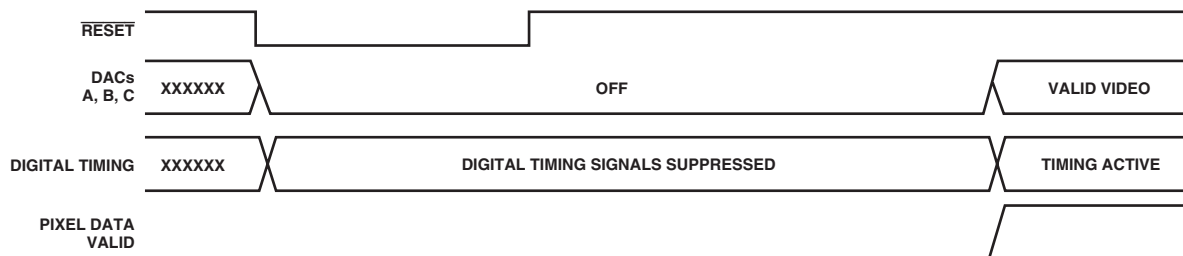 RESET
DACs
A, B, C
XXXXXX
OFF
VALID VIDEO
DIGITAL TIMING
XXXXXX
DIGITAL TIMING SIGNALS SUPPRESSED
TIMING ACTIVE
PIXEL DATA
VALID